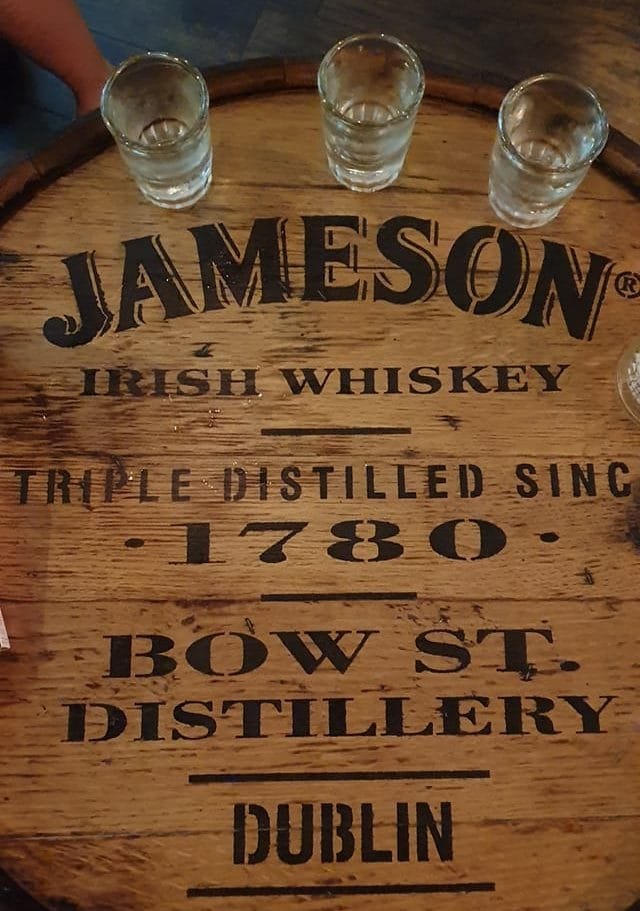 JAMESON®
IRISH WHISKEY
TRIPLE DISTILLED SINC
· 1780 ·
BOW ST.
DISTILLERY
DUBLIN